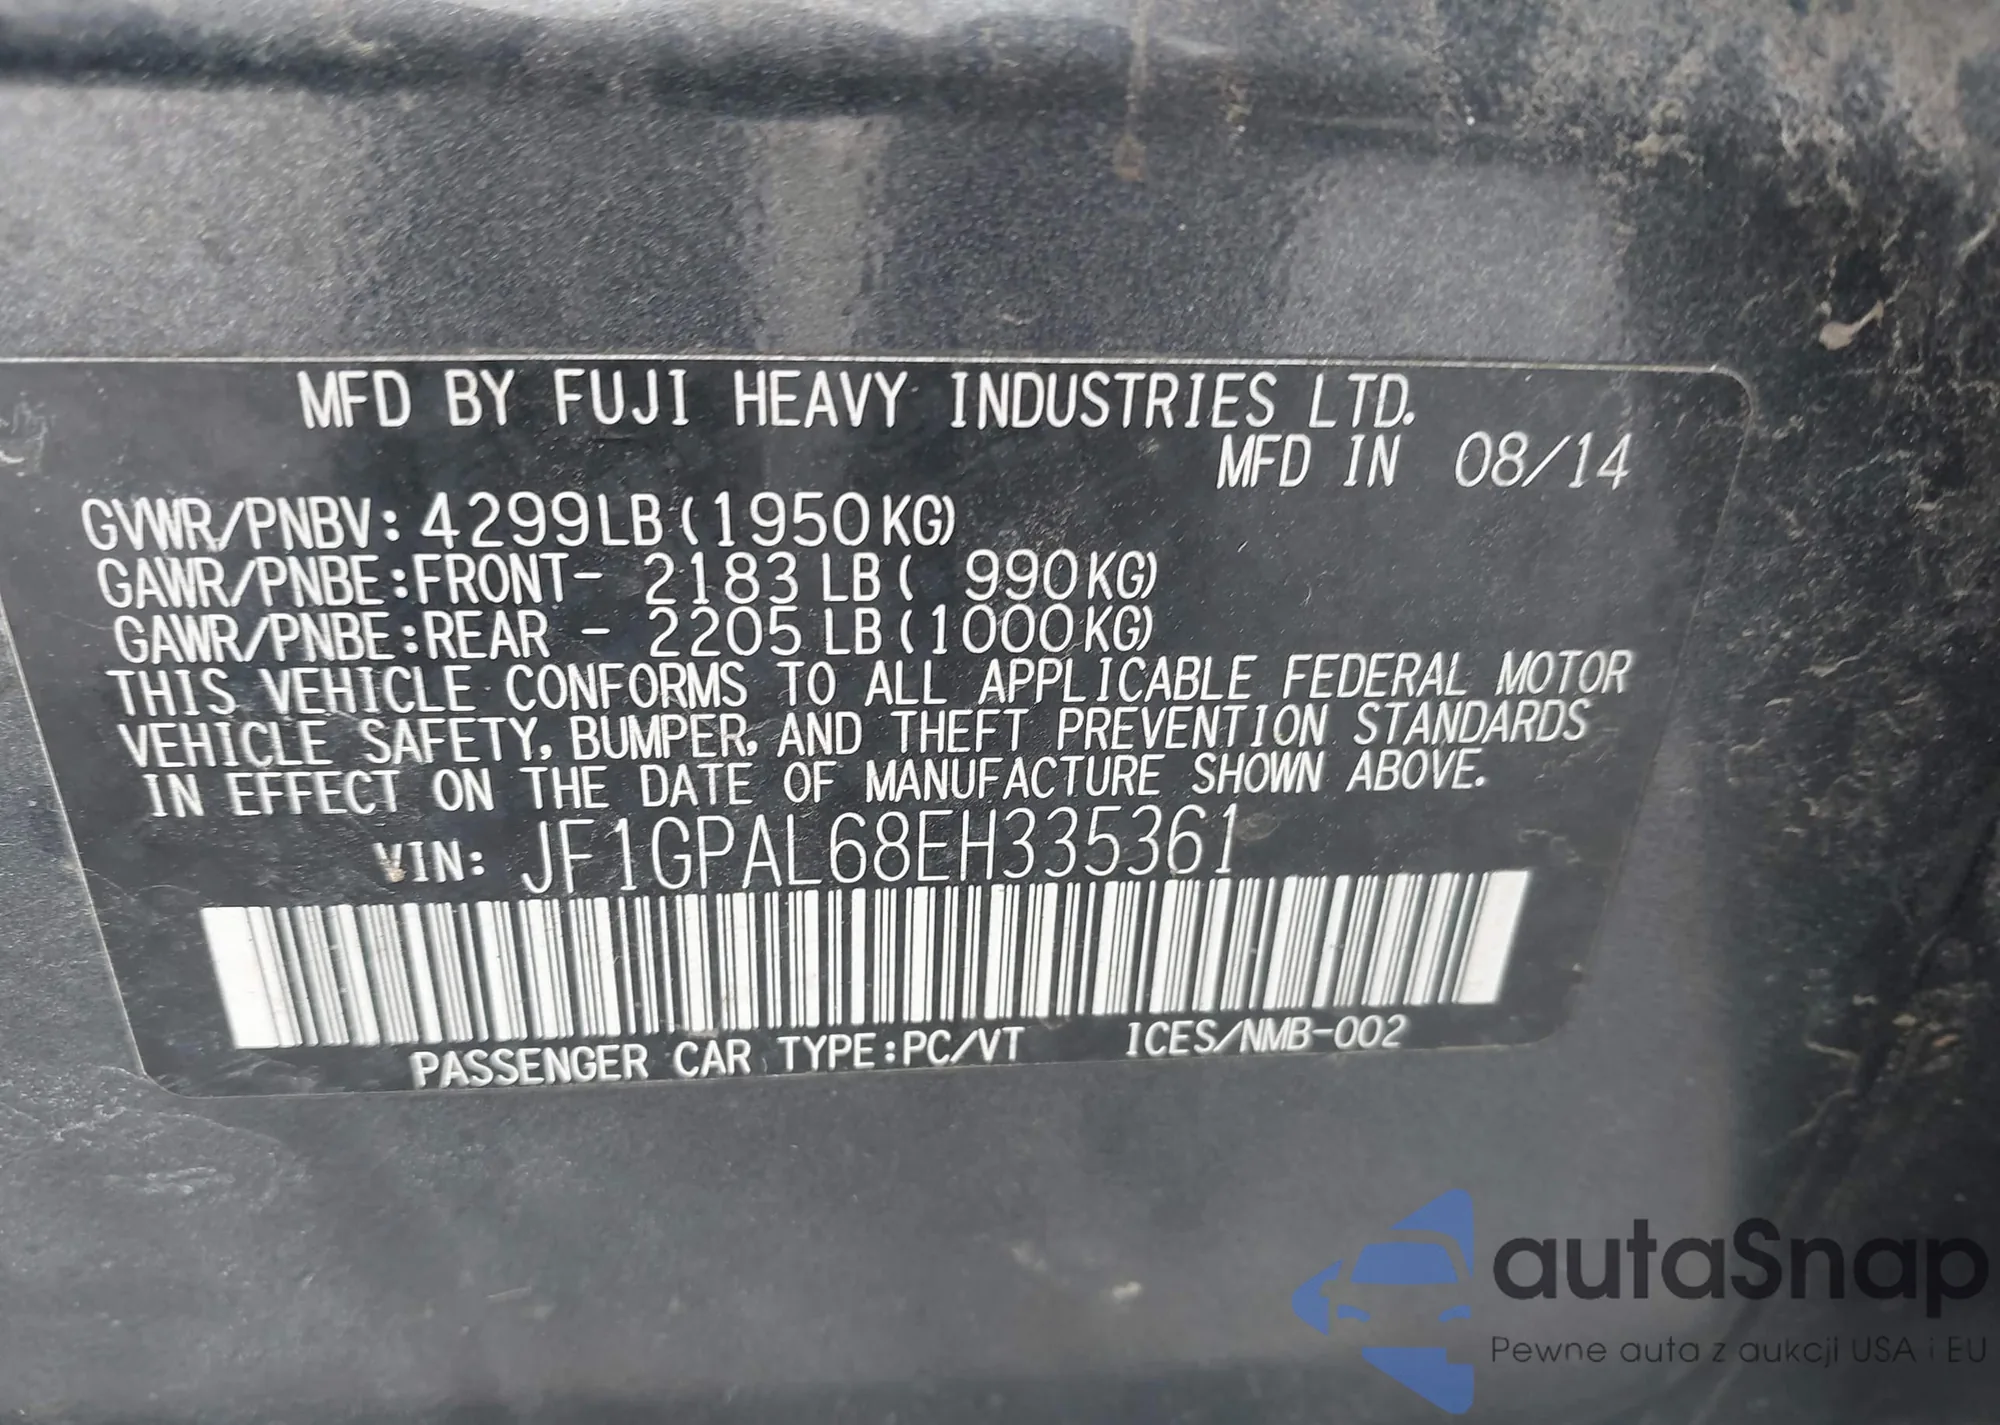 MFD BY FUJI HEAVY INDUSTRIES LTD.
MFD IN 08/14
GVWR/PNBV: 4299LB(1950KG)
GAWR/PNBE:FRONT- 2183 LB( 990KG)
GAWR/PNBE:REAR - 2205 LB(1000KG)
THIS VEHICLE CONFORMS TO ALL APPLICABLE FEDERAL MOTOR
VEHICLE SAFETY, BUMPER, AND THEFT PREVENTION STANDARDS
IN EFFECT ON THE DATE OF MANUFACTURE SHOWN ABOVE.
VIN: JF1GPAL68EH335361
PASSENGER CAR TYPE:PC/VT ICES/NMB-002
autaSnap
Pewne auta z aukcji USA i EU